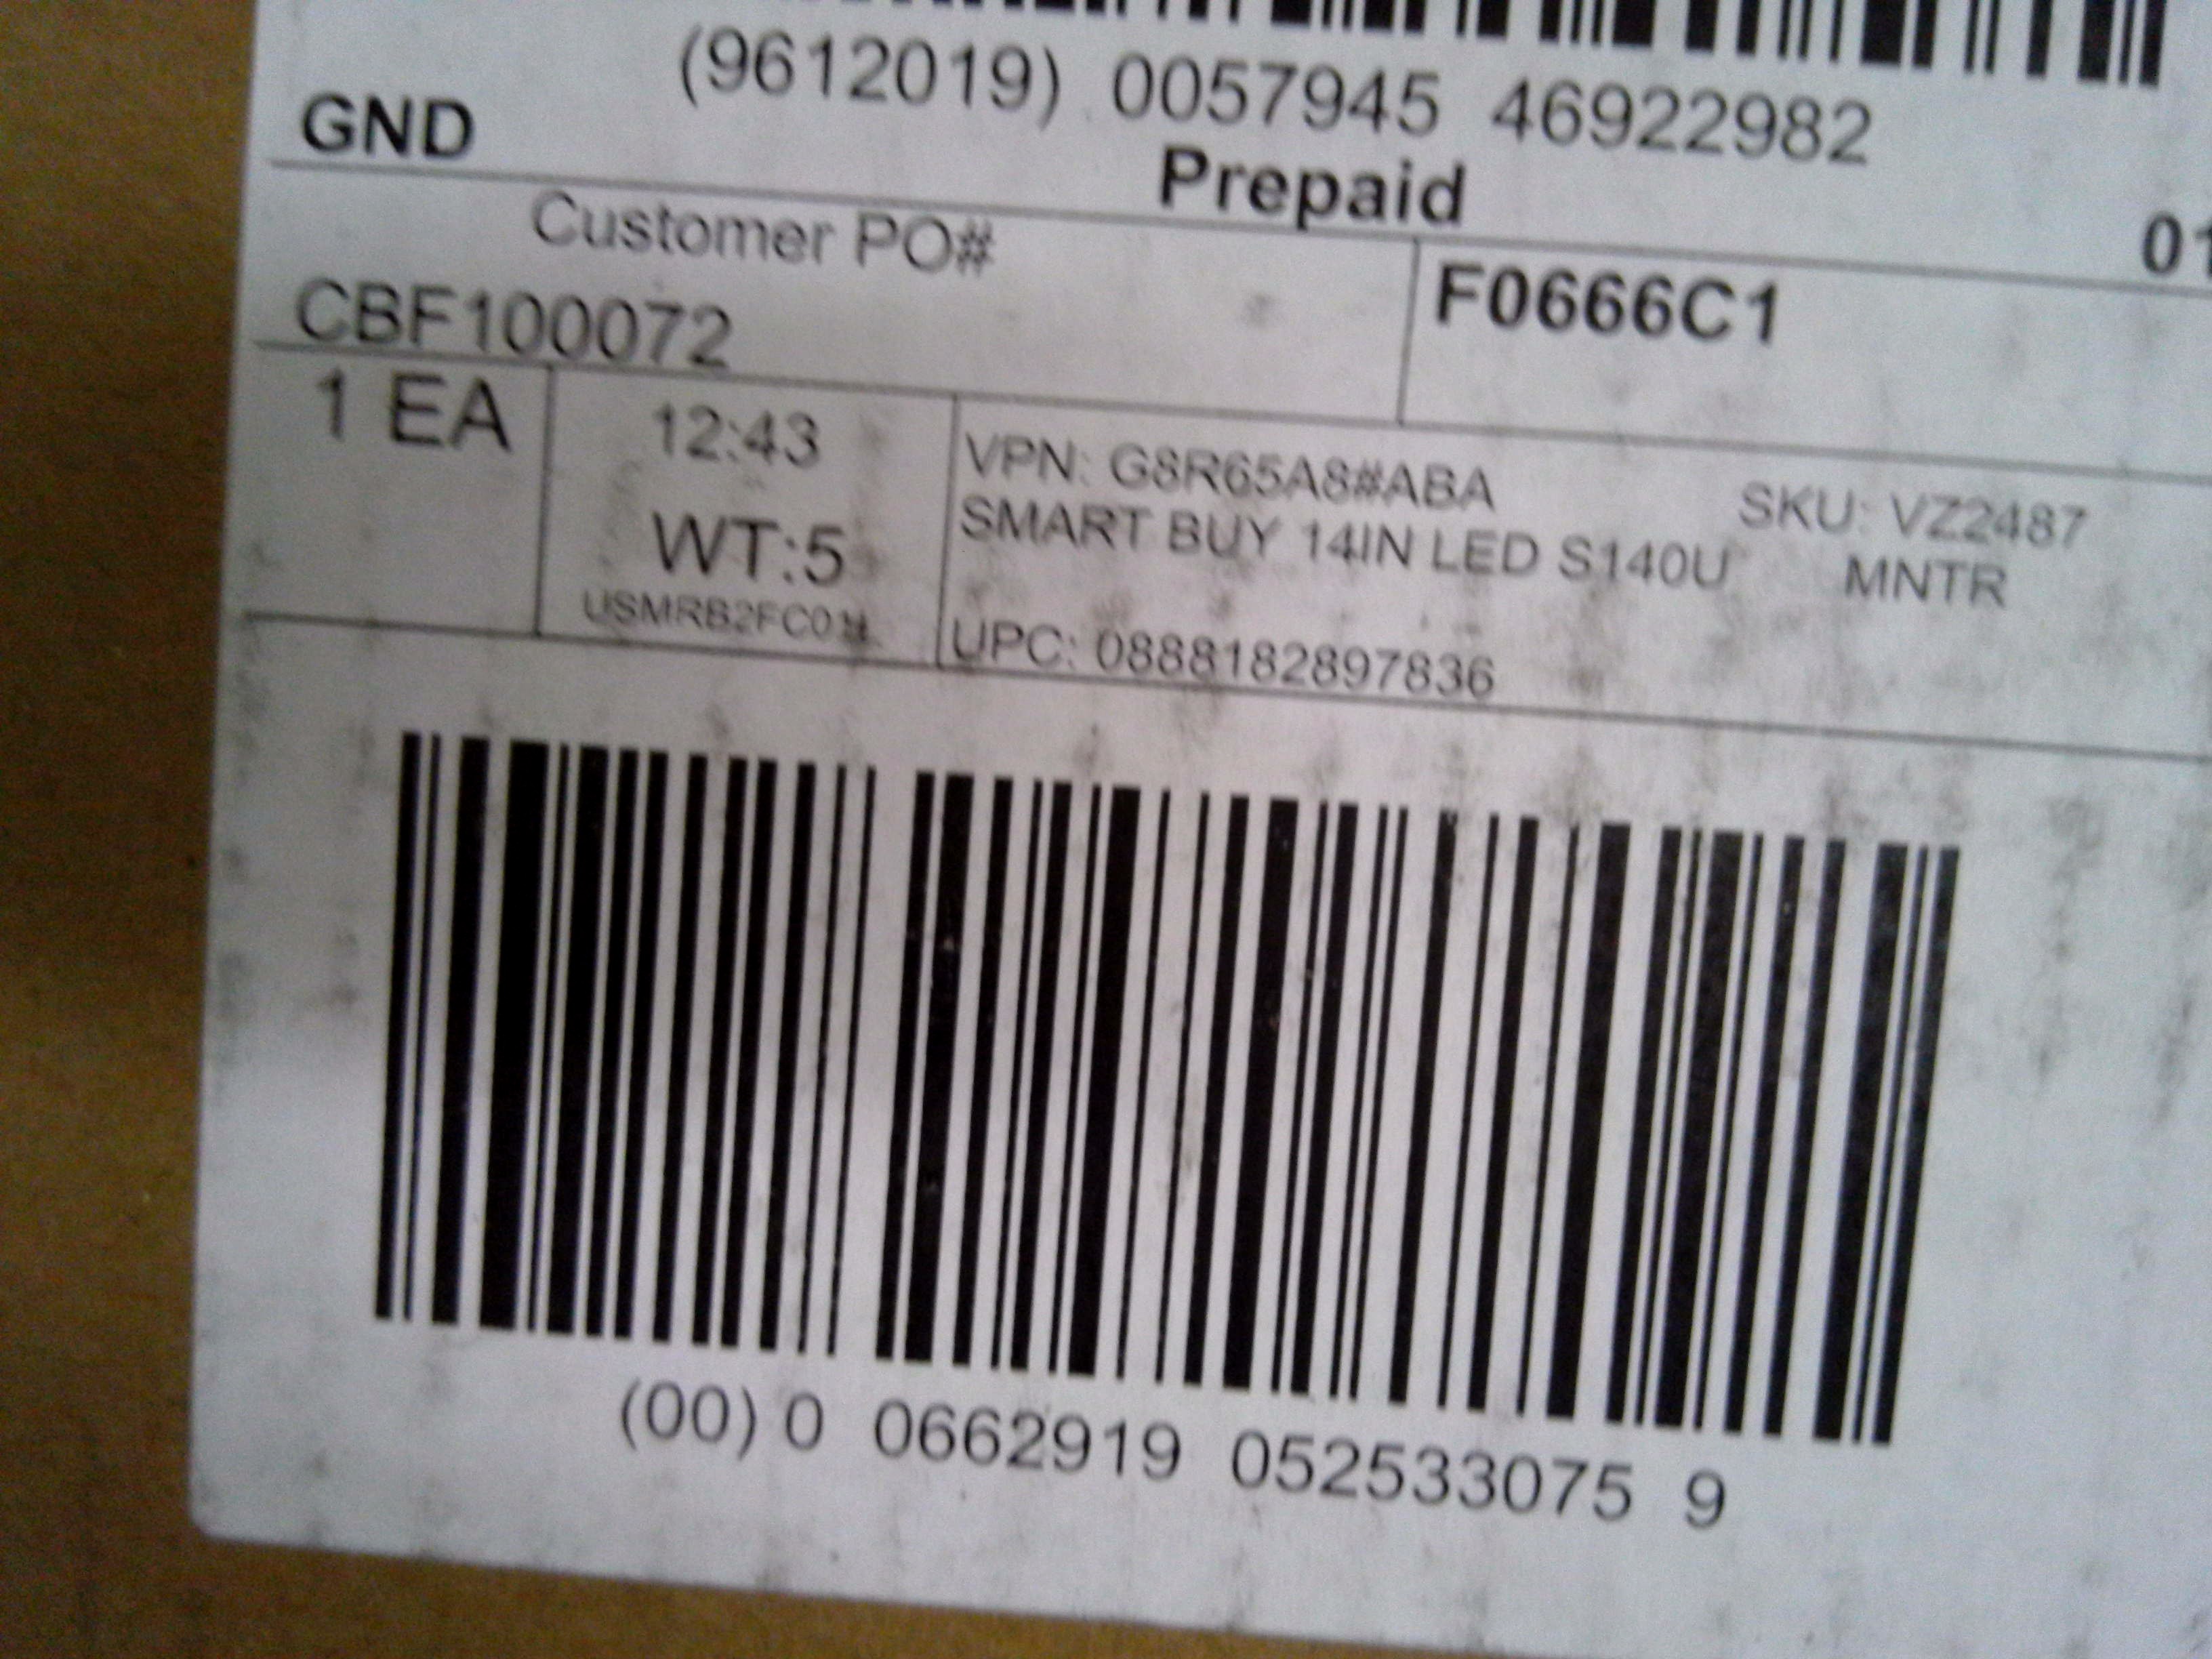 (9612019) 0057945 46922982
GND
Prepaid
01
Customer PO#
CBF100072
F0666C1
1 EA
12:43
WT:5
VPN: G8R65A8#ABA SKU: VZ2487
SMART BUY 14IN LED S140U MNTR
UPC: 0888182897836
(00) 0 0662919 052533075 9